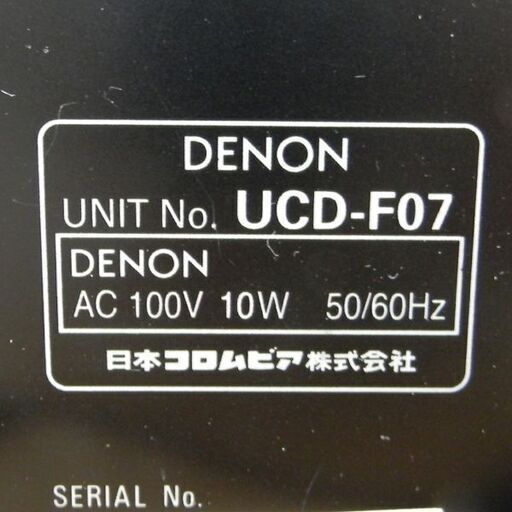 DENON
UNIT No. UCD-F07
DENON
AC 100V 10W 50/60Hz
日本コロムビア株式会社
SERIAL No.